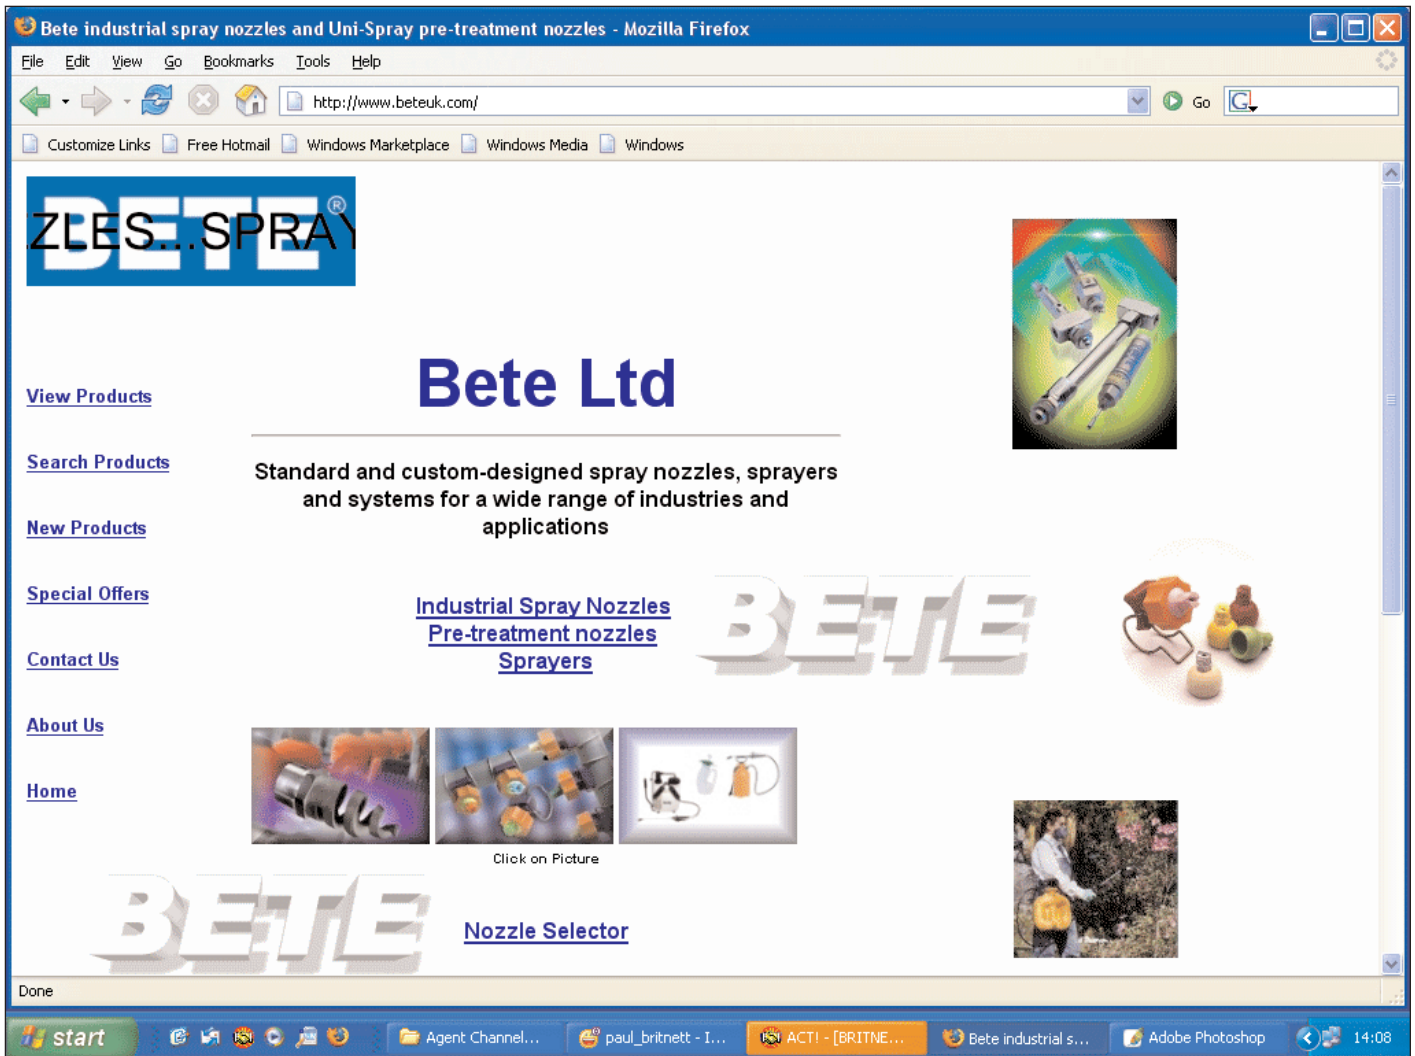 Bete industrial spray nozzles and Uni-Spray pre-treatment nozzles - Mozilla Firefox
File Edit View Go Bookmarks Tools Help
http://www.beteuk.com/
Go
G
Customize Links Free Hotmail Windows Marketplace Windows Media Windows
BETE®
ZLES...SPRAY
Bete Ltd
View Products
Search Products
New Products
Special Offers
Contact Us
About Us
Home
Standard and custom-designed spray nozzles, sprayers
and systems for a wide range of industries and
applications
Industrial Spray Nozzles
Pre-treatment nozzles
Sprayers
BETE
Click on Picture
BETE
Nozzle Selector
Done
start
Agent Channel...
paul_britnett - I...
ACT! - [BRITNE...
Bete industrial s...
Adobe Photoshop
14:08